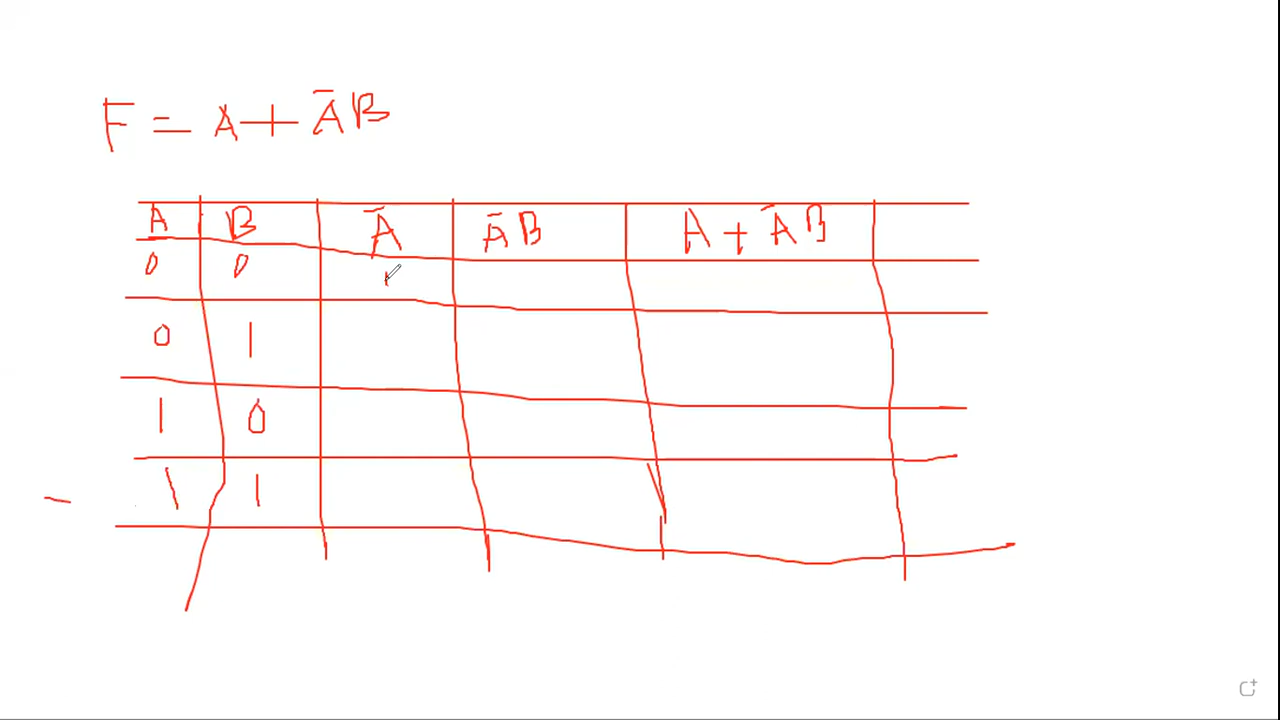 F = A + ĀB
A B Ā ĀB A + ĀB
0 0
0 1
1 0
1 1